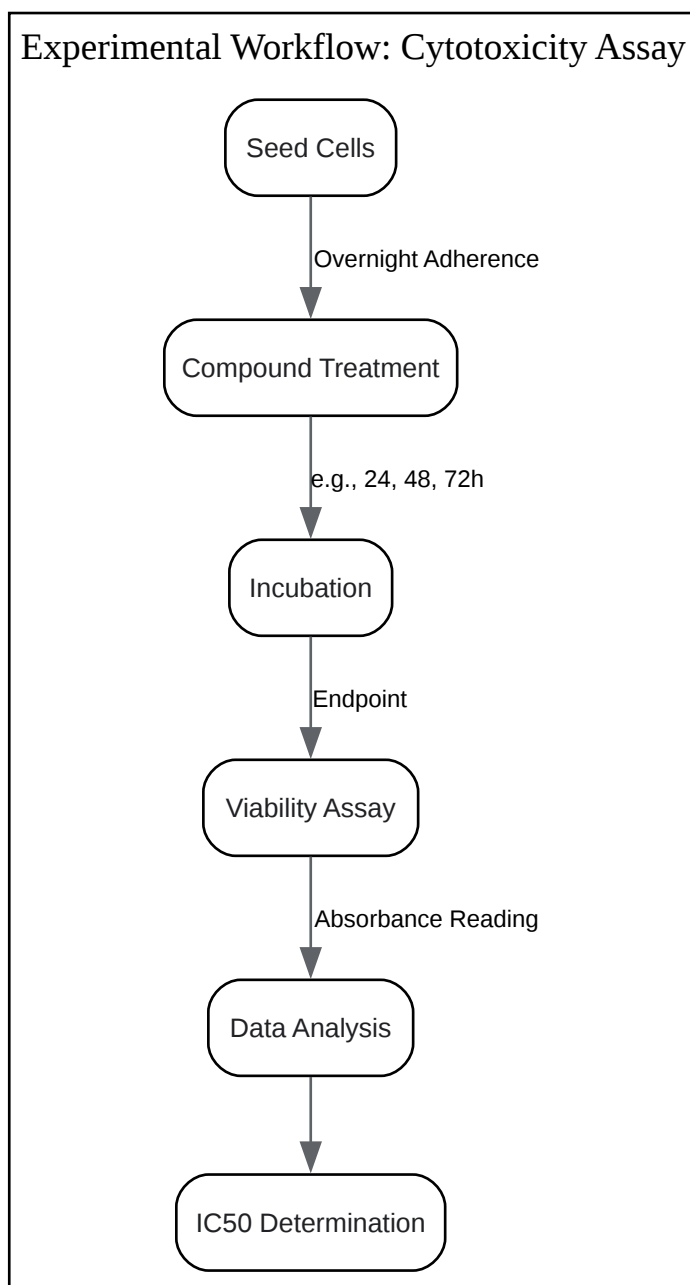 Experimental Workflow: Cytotoxicity Assay
Seed Cells
Overnight Adherence
Compound Treatment
e.g., 24, 48, 72h
Incubation
Endpoint
Viability Assay
Absorbance Reading
Data Analysis
IC50 Determination